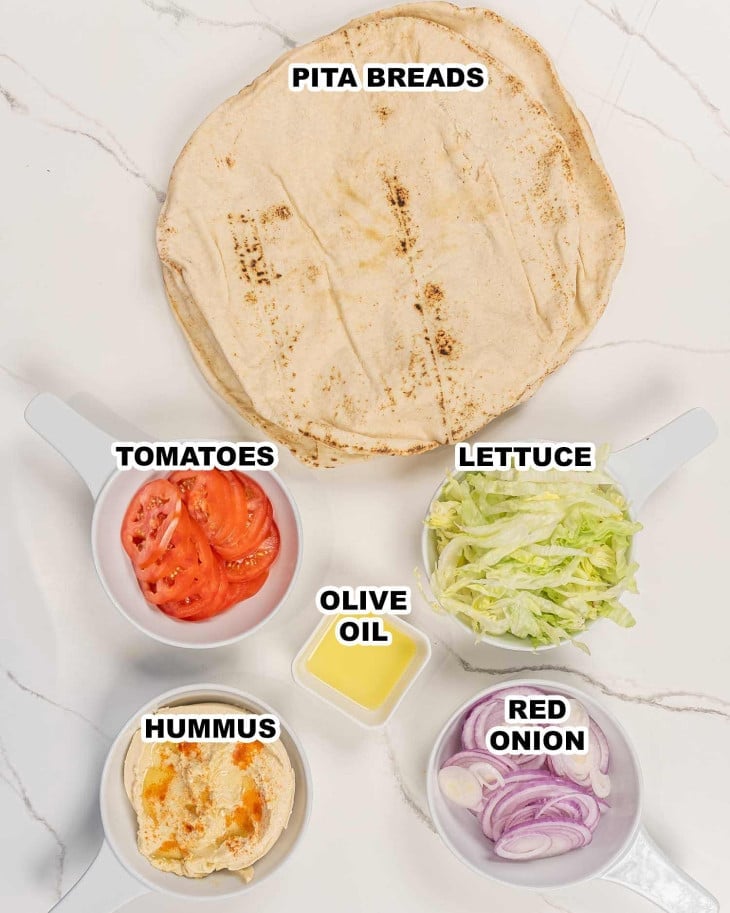 PITA BREADS
TOMATOES
LETTUCE
OLIVE
OIL
HUMMUS
RED
ONION